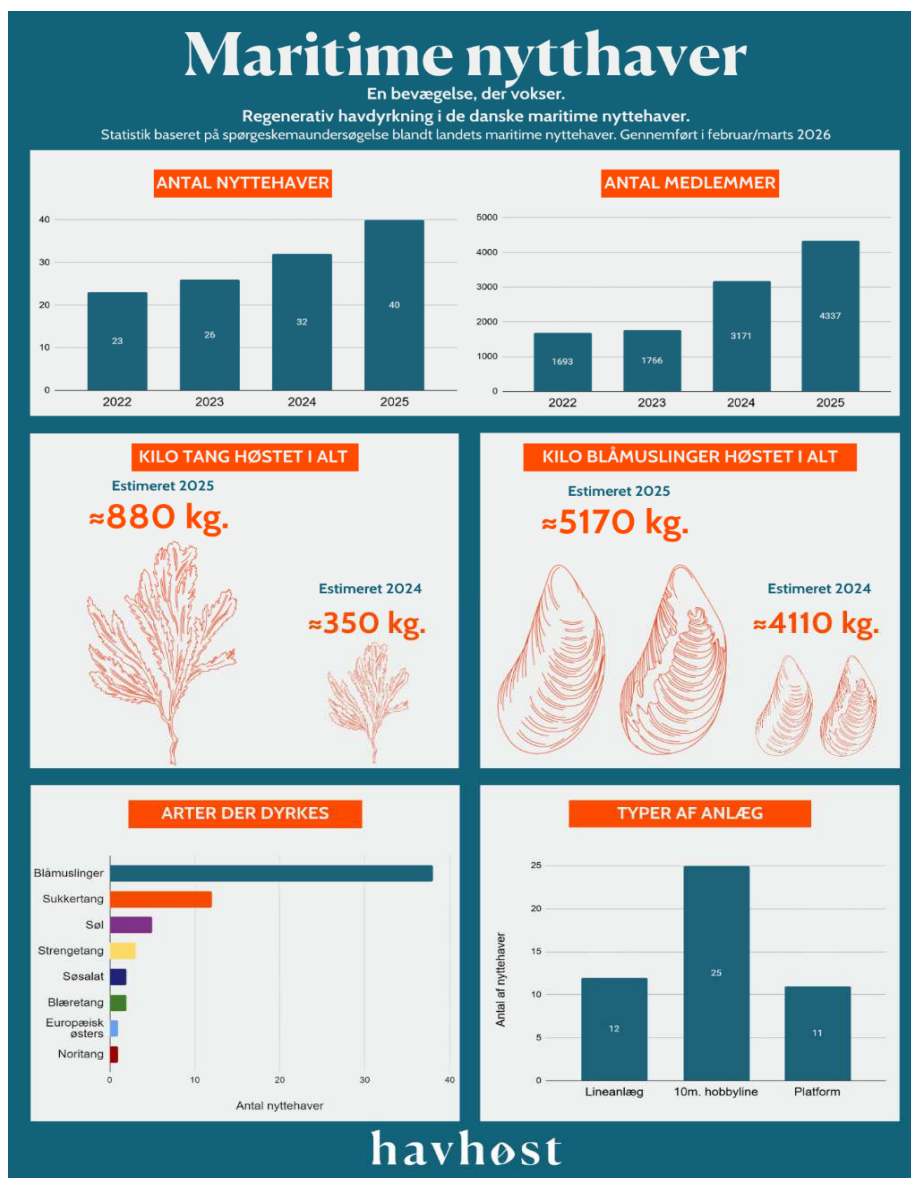 Maritime nytthaver
En bevægelse, der vokser.
Regenerativ havdyrkning i de danske maritime nyttehaver.
Statistik baseret på spørgeskemaundersøgelse blandt landets maritime nyttehaver. Gennemført i februar/marts 2026
ANTAL NYTTEHAVER
40
30
20
10
0
23
26
32
40
2022
2023
2024
2025
ANTAL MEDLEMMER
5000
4000
3000
2000
1000
0
1693
1766
3171
4337
2022
2023
2024
2025
KILO TANG HØSTET I ALT
Estimeret 2025
≈880 kg.
Estimeret 2024
≈350 kg.
KILO BLÅMUSLINGER HØSTET I ALT
Estimeret 2025
≈5170 kg.
Estimeret 2024
≈4110 kg.
ARTER DER DYRKES
Blåmuslinger
Sukkertang
Søl
Strengetang
Søsalat
Blæretang
Europæisk
østers
Noritang
0
10
20
30
40
Antal nyttehaver
TYPER AF ANLÆG
Antal af nyttehaver
25
20
15
10
5
0
12
25
11
Lineanlæg
10m. hobbyline
Platform
havhøst